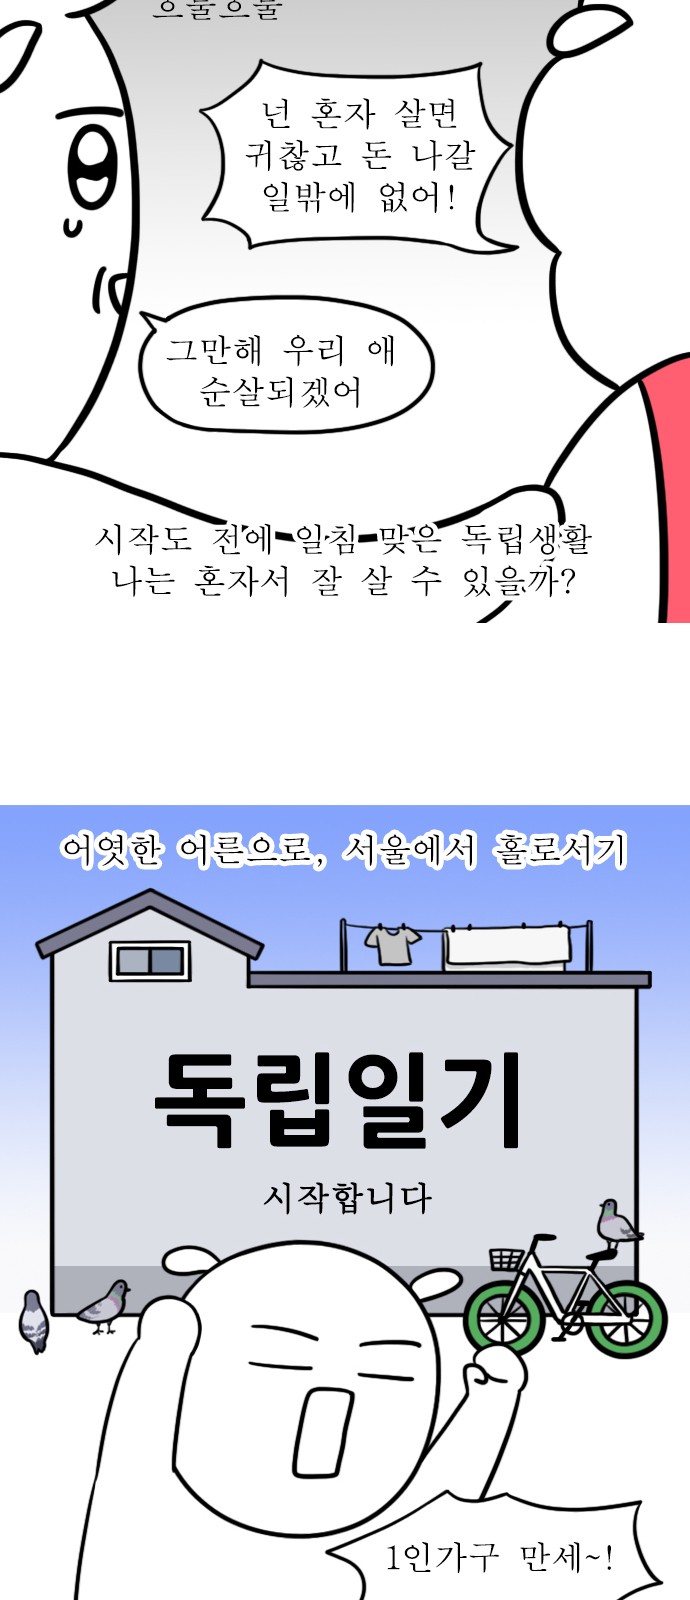 으물으물
넌 혼자 살면
귀찮고 돈 나갈
일밖에 없어!
그만해 우리 애
순살되겠어
시작도 전에 일침 맞은 독립생활
나는 혼자서 잘 살 수 있을까?
어엿한 어른으로, 서울에서 홀로서기
독립일기
시작합니다
1인가구 만세~!